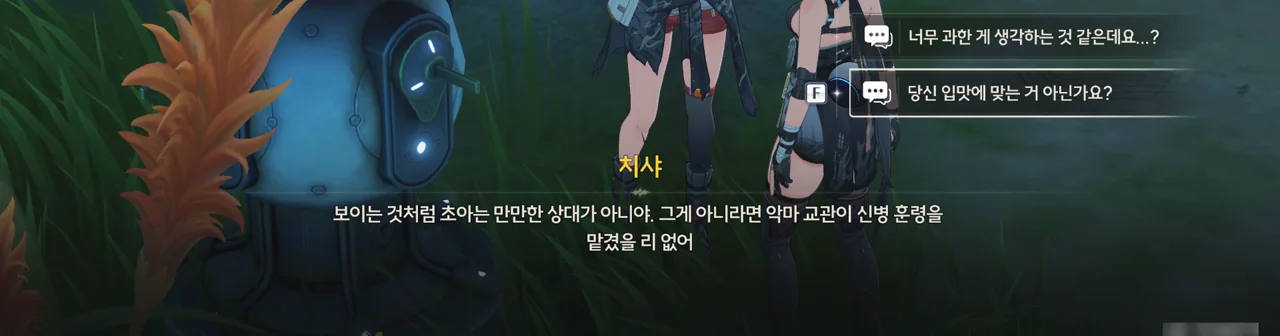 너무 과한 게 생각하는 것 같은데요...?
F
당신 입맛에 맞는 거 아닌가요?
치샤
보이는 것처럼 초아는 만만한 상대가 아니야. 그게 아니라면 악마 교관이 신병 훈령을
맡겼을 리 없어